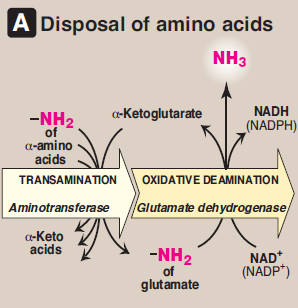 A Disposal of amino acids
NH₃
–NH₂
of
α-amino
acids
α-Ketoglutarate
NADH
(NADPH)
TRANSAMINATION
Aminotransferase
OXIDATIVE DEAMINATION
Glutamate dehydrogenase
α-Keto
acids
–NH₂
of
glutamate
NAD⁺
(NADP⁺)